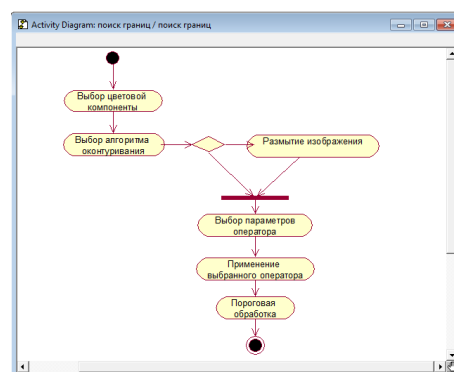 Activity Diagram: поиск границ / поиск границ
Выбор цветовой
компоненты
Выбор алгоритма
оконтуривания
Размытие изображения
Выбор параметров
оператора
Применение
выбранного оператора
Пороговая
обработка